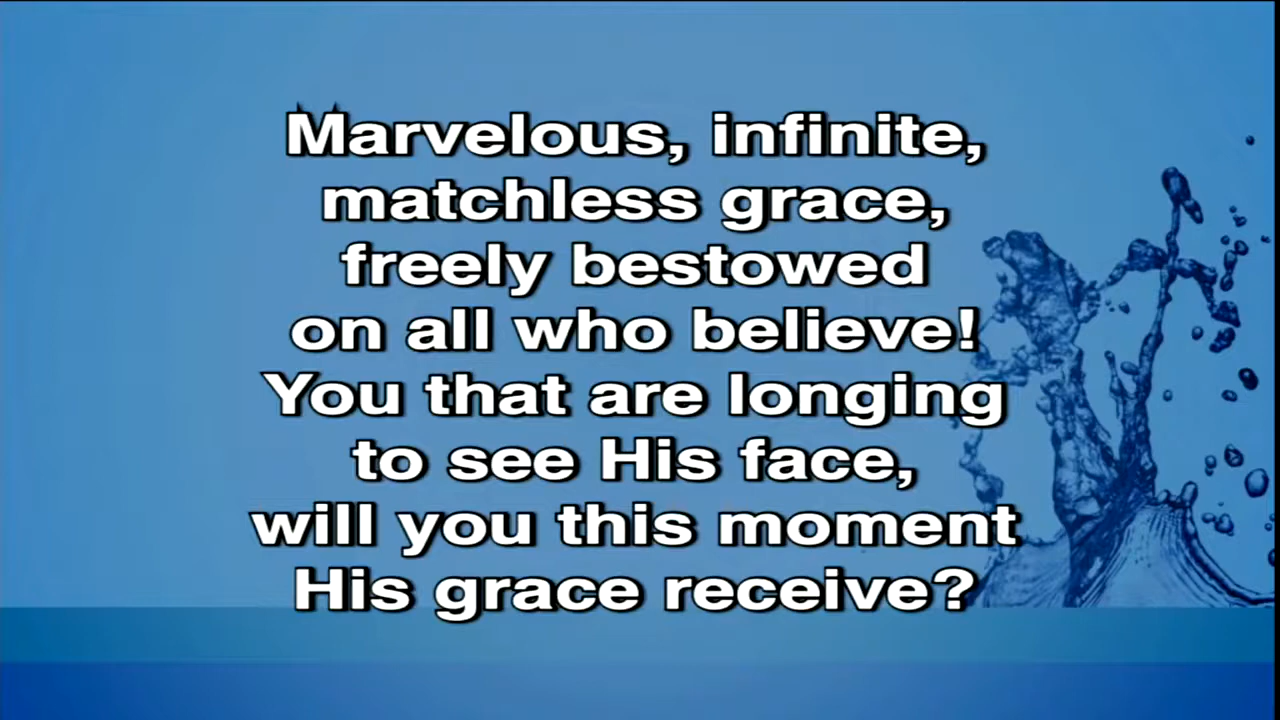 Marvelous, infinite,
matchless grace,
freely bestowed
on all who believe!
You that are longing
to see His face,
will you this moment
His grace receive?